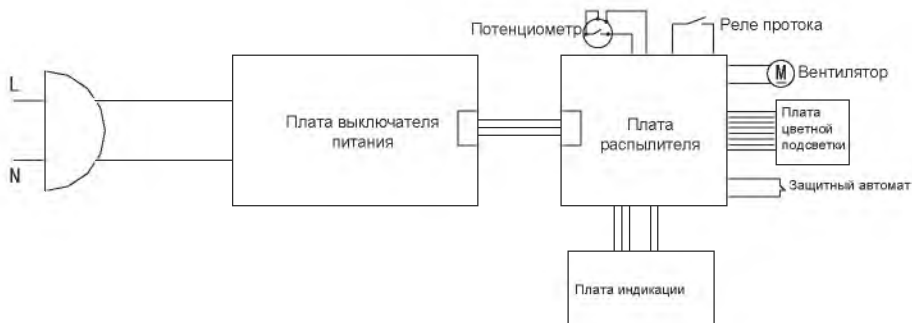 Потенциометр
Реле протока
L
N
Плата выключателя
питания
Плата
распылителя
M
Вентилятор
Плата
цветной
подсветки
Защитный автомат
Плата индикации